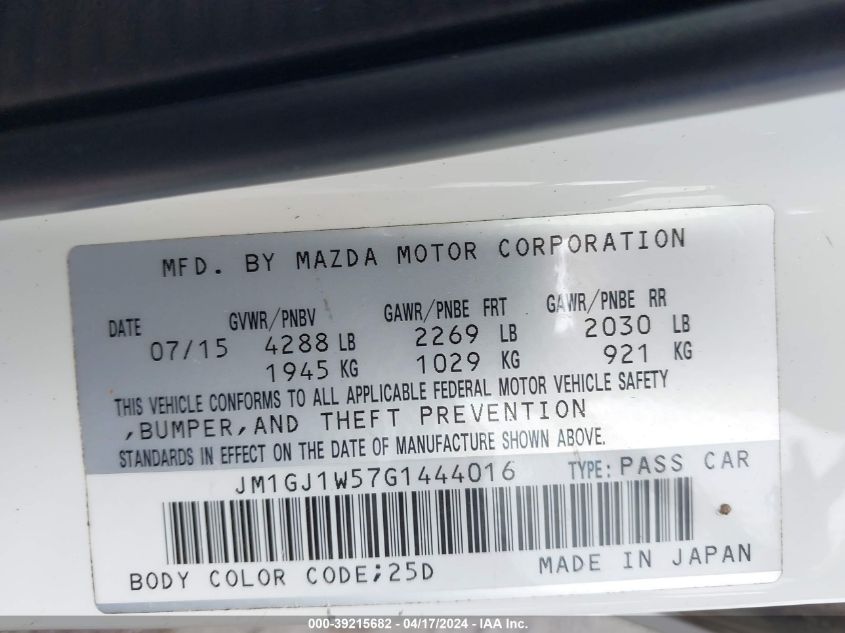 MFD. BY MAZDA MOTOR CORPORATION
DATE GVWR/PNBV GAWR/PNBE FRT GAWR/PNBE RR
07/15 4288 LB 2269 LB 2030 LB
1945 KG 1029 KG 921 KG
THIS VEHICLE CONFORMS TO ALL APPLICABLE FEDERAL MOTOR VEHICLE SAFETY
,BUMPER,AND THEFT PREVENTION
STANDARDS IN EFFECT ON THE DATE OF MANUFACTURE SHOWN ABOVE.
JM1GJ1W57G1444016 TYPE: PASS CAR
BODY COLOR CODE;25D MADE IN JAPAN
000-39215682 - 04/17/2024 - IAA Inc.